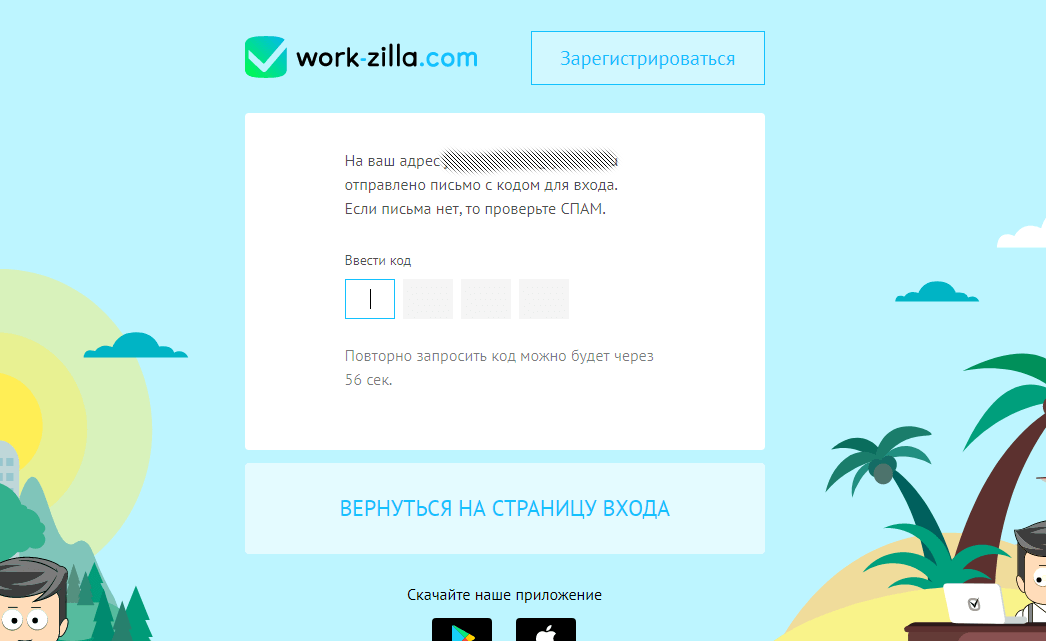 work-zilla.com
Зарегистрироваться
На ваш адрес
отправлено письмо с кодом для входа.
Если письма нет, то проверьте СПАМ.
Ввести код
Повторно запросить код можно будет через
56 сек.
ВЕРНУТЬСЯ НА СТРАНИЦУ ВХОДА
Скачайте наше приложение